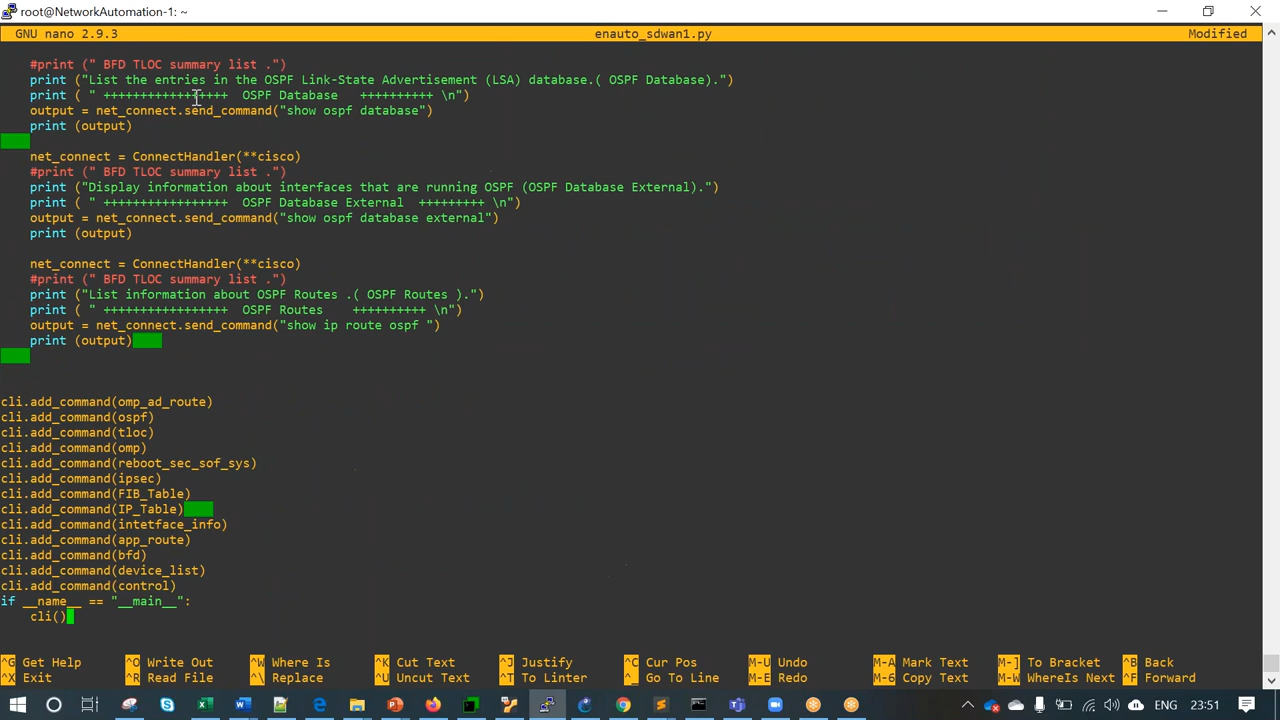 root@NetworkAutomation-1: ~
GNU nano 2.9.3 enauto_sdwan1.py Modified
#print (" BFD TLOC summary list .")
print ("List the entries in the OSPF Link-State Advertisement (LSA) database.( OSPF Database).")
print ( " +++++++++++++++++  OSPF Database   ++++++++++ \n")
output = net_connect.send_command("show ospf database")
print (output)
net_connect = ConnectHandler(**cisco)
#print (" BFD TLOC summary list .")
print ("Display information about interfaces that are running OSPF (OSPF Database External).")
print ( " +++++++++++++++++  OSPF Database External  +++++++++ \n")
output = net_connect.send_command("show ospf database external")
print (output)
net_connect = ConnectHandler(**cisco)
#print (" BFD TLOC summary list .")
print ("List information about OSPF Routes .( OSPF Routes ).")
print ( " +++++++++++++++++  OSPF Routes    ++++++++++ \n")
output = net_connect.send_command("show ip route ospf ")
print (output)
cli.add_command(omp_ad_route)
cli.add_command(ospf)
cli.add_command(tloc)
cli.add_command(omp)
cli.add_command(reboot_sec_sof_sys)
cli.add_command(ipsec)
cli.add_command(FIB_Table)
cli.add_command(IP_Table)
cli.add_command(intetface_info)
cli.add_command(app_route)
cli.add_command(bfd)
cli.add_command(device_list)
cli.add_command(control)
if __name__ == "__main__":
cli()
^G Get Help ^O Write Out ^W Where Is ^K Cut Text ^J Justify ^C Cur Pos M-U Undo M-A Mark Text M-] To Bracket ^B Back
^X Exit ^R Read File ^\ Replace ^U Uncut Text ^T To Linter ^_ Go To Line M-E Redo M-6 Copy Text M-W WhereIs Next ^F Forward
ENG 23:51